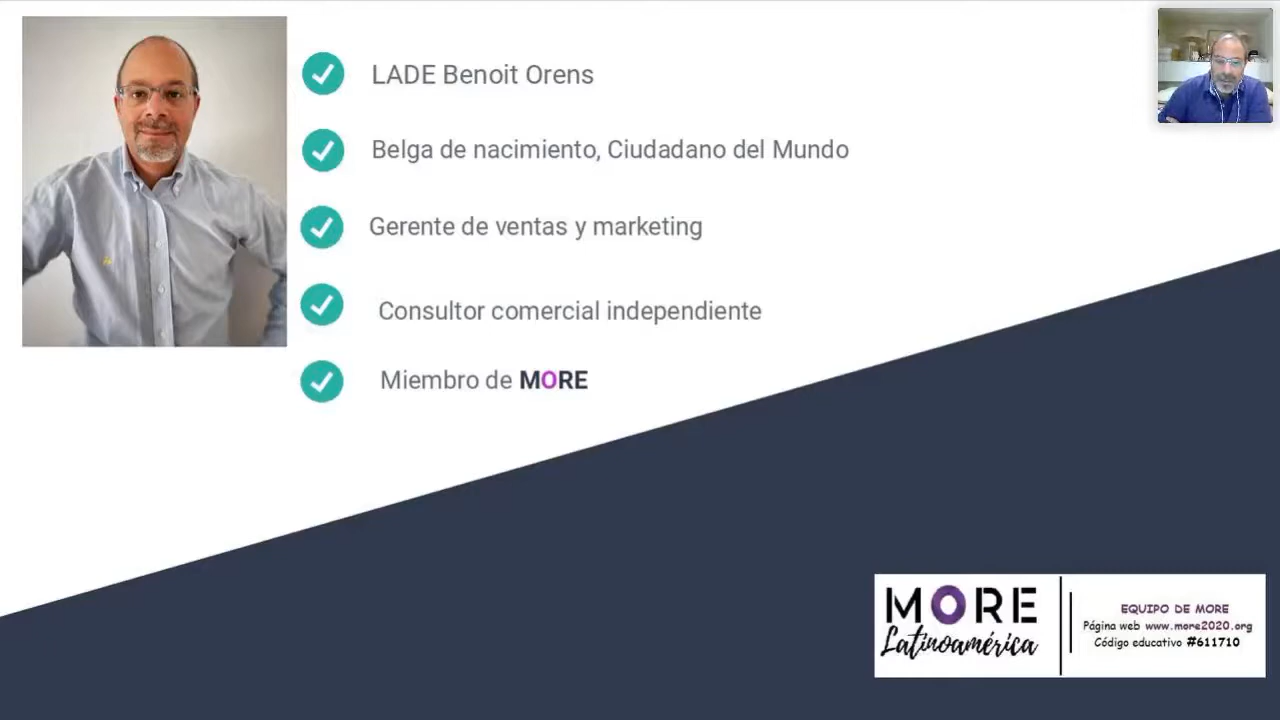 LADE Benoit Orens
Belga de nacimiento, Ciudadano del Mundo
Gerente de ventas y marketing
Consultor comercial independiente
Miembro de MORE
MORE
Latinoamérica
EQUIPO DE MORE
Página web www.more2020.org
Código educativo #611710